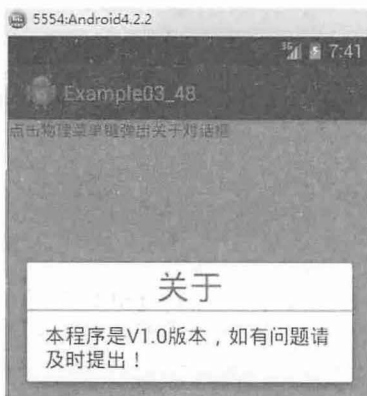 5554:Android4.2.2
3G 7:41
Example03_48
点击物理菜单键弹出关于对话框
关于
本程序是V1.0版本，如有问题请
及时提出！